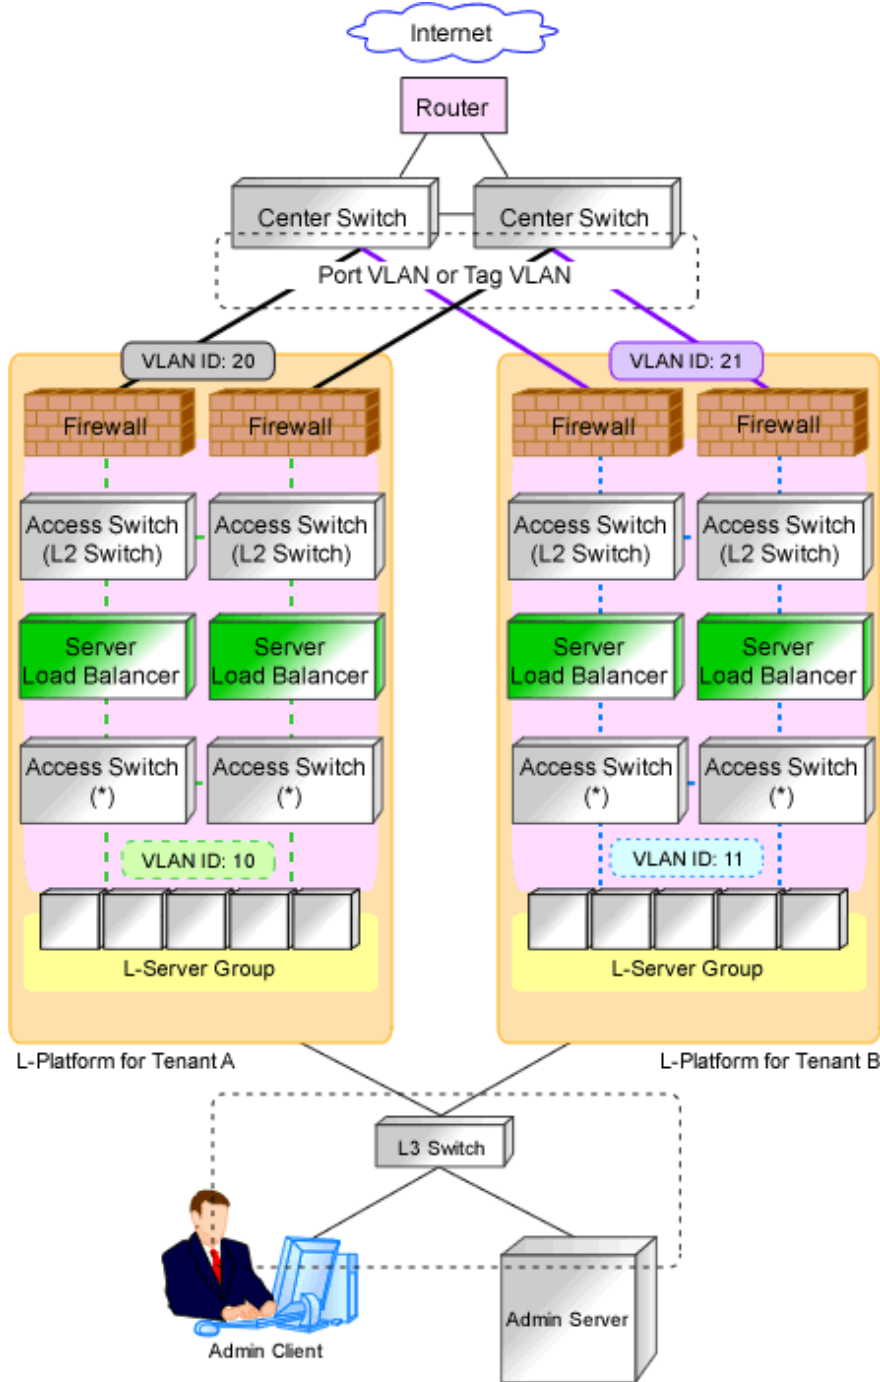 Internet
Router
Center Switch
Center Switch
Port VLAN or Tag VLAN
VLAN ID: 20
VLAN ID: 21
Firewall
Firewall
Firewall
Firewall
Access Switch
(L2 Switch)
Access Switch
(L2 Switch)
Access Switch
(L2 Switch)
Access Switch
(L2 Switch)
Server
Load Balancer
Server
Load Balancer
Server
Load Balancer
Server
Load Balancer
Access Switch
(*)
Access Switch
(*)
Access Switch
(*)
Access Switch
(*)
VLAN ID: 10
VLAN ID: 11
L-Server Group
L-Server Group
L-Platform for Tenant A
L-Platform for Tenant B
L3 Switch
Admin Server
Admin Client